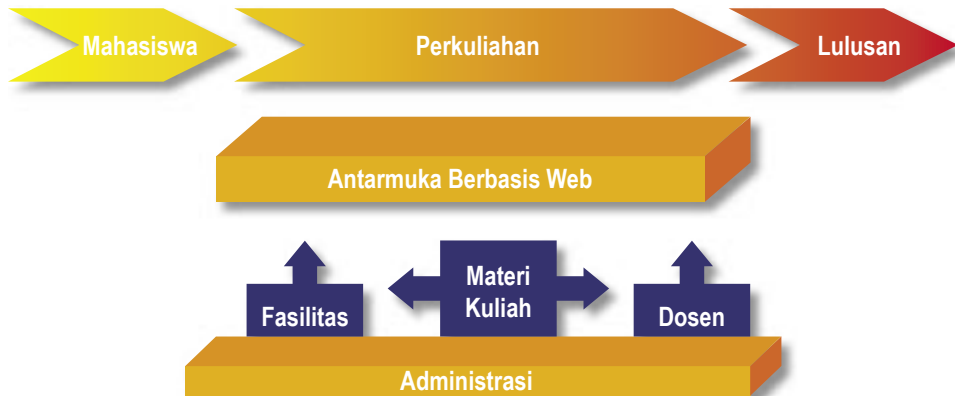 Mahasiswa
Perkuliahan
Lulusan
Antarmuka Berbasis Web
Fasilitas
Materi
Kuliah
Dosen
Administrasi